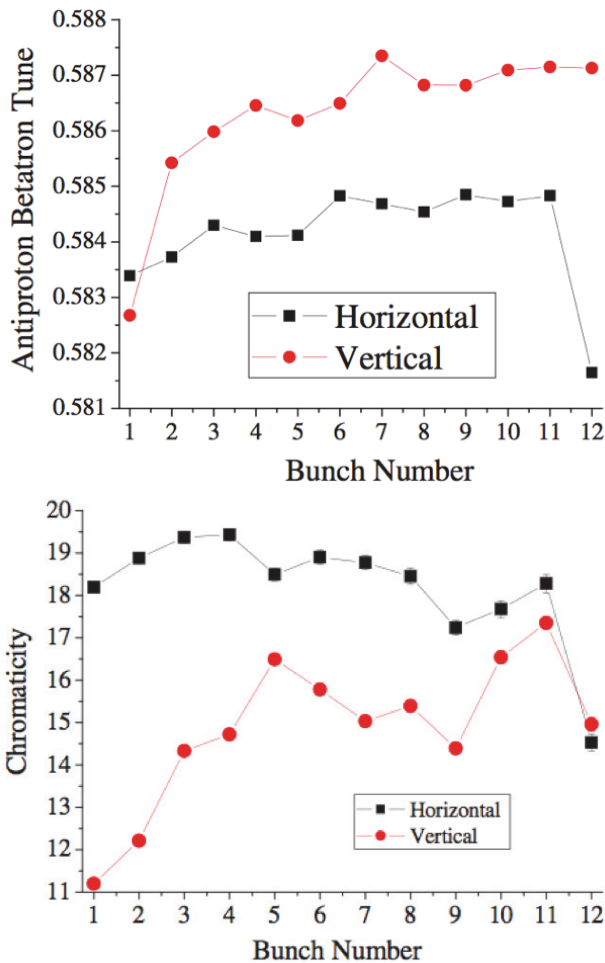 Antiproton Betatron Tune
0.588
0.587
0.586
0.585
0.584
0.583
0.582
0.581
Horizontal
Vertical
1 2 3 4 5 6 7 8 9 10 11 12
Bunch Number
Chromaticity
20
19
18
17
16
15
14
13
12
11
Horizontal
Vertical
1 2 3 4 5 6 7 8 9 10 11 12
Bunch Number